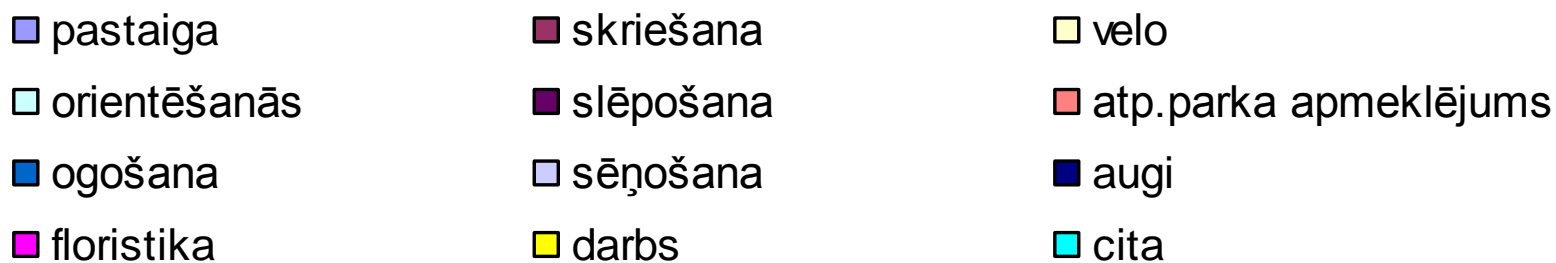 pastaiga skriešana velo
orientēšanās slēpošana atp.parka apmeklējums
ogošana sēņošana augi
floristika darbs cita